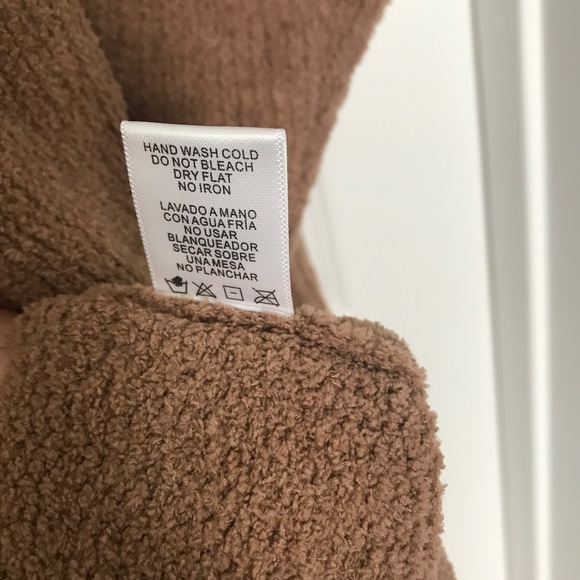 HAND WASH COLD
DO NOT BLEACH
DRY FLAT
NO IRON
LAVADO A MANO
CON AGUA FRÍA
NO USAR
BLANQUEADOR
SECAR SOBRE
UNA MESA
NO PLANCHAR